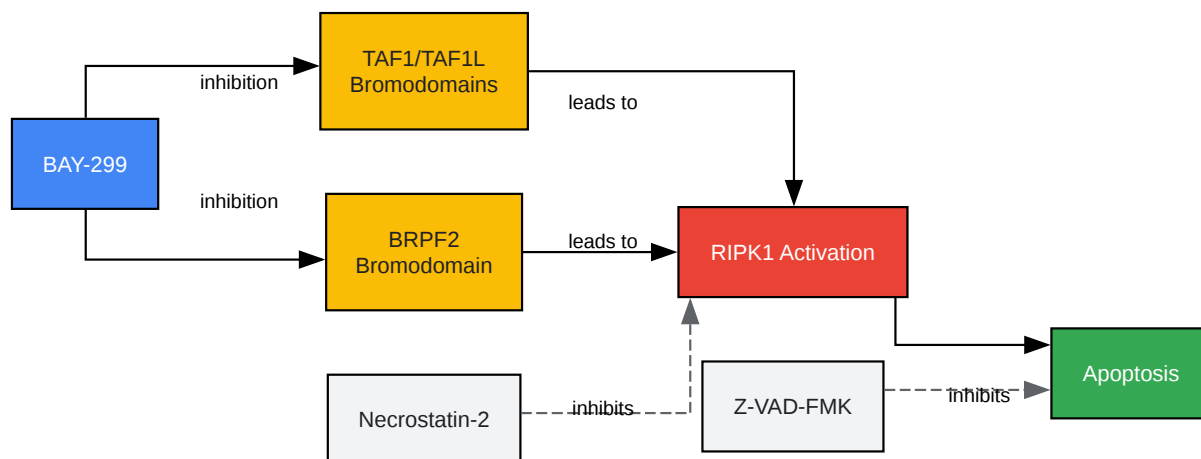 TAF1/TAF1L
Bromodomains
inhibition
leads to
BAY-299
inhibition
BRPF2
Bromodomain
leads to
RIPK1 Activation
Necrostatin-2
inhibits
Z-VAD-FMK
inhibits
Apoptosis